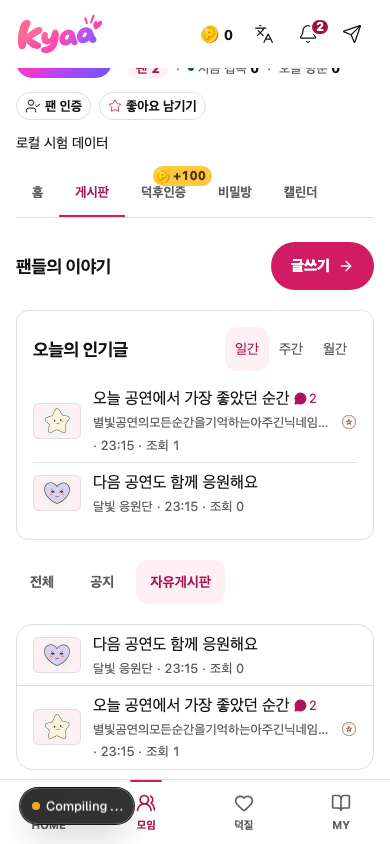 kyaa
0
2
팬 2 · 지금 접속 0 · 오늘 방문 0
팬 인증 좋아요 남기기
로컬 시험 데이터
+100
홈 게시판 덕후인증 비밀방 캘린더
팬들의 이야기
글쓰기 →
오늘의 인기글
일간 주간 월간
오늘 공연에서 가장 좋았던 순간 2
별빛공연의모든순간을기억하는아주긴닉네임...
· 23:15 · 조회 1
다음 공연도 함께 응원해요
달빛 응원단 · 23:15 · 조회 0
전체 공지 자유게시판
다음 공연도 함께 응원해요
달빛 응원단 · 23:15 · 조회 0
오늘 공연에서 가장 좋았던 순간 2
별빛공연의모든순간을기억하는아주긴닉네임...
· 23:15 · 조회 1
Compiling ...
HOME 모임 덕질 MY